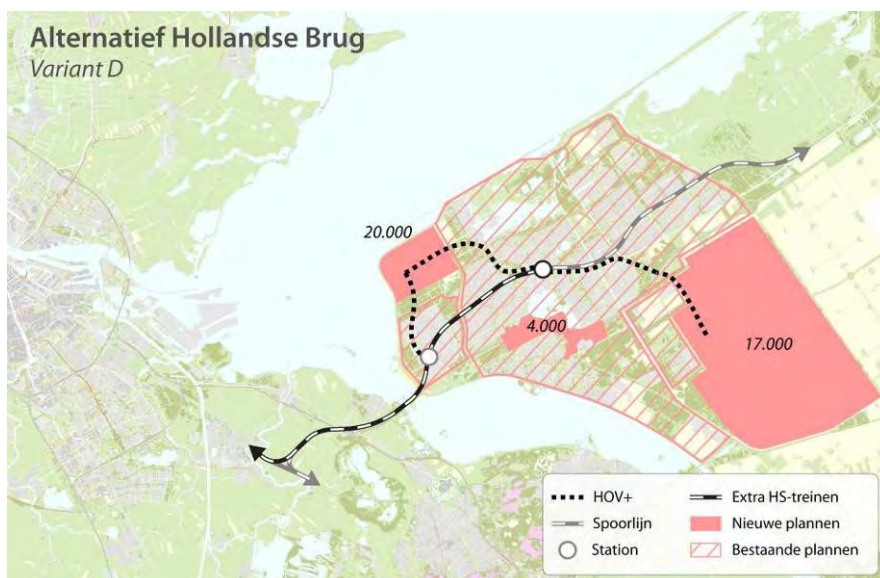 Alternatief Hollandse Brug
Variant D
20.000
4.000
17.000
HOV+
Extra HS-treinen
Spoorlijn
Nieuwe plannen
Station
Bestaande plannen